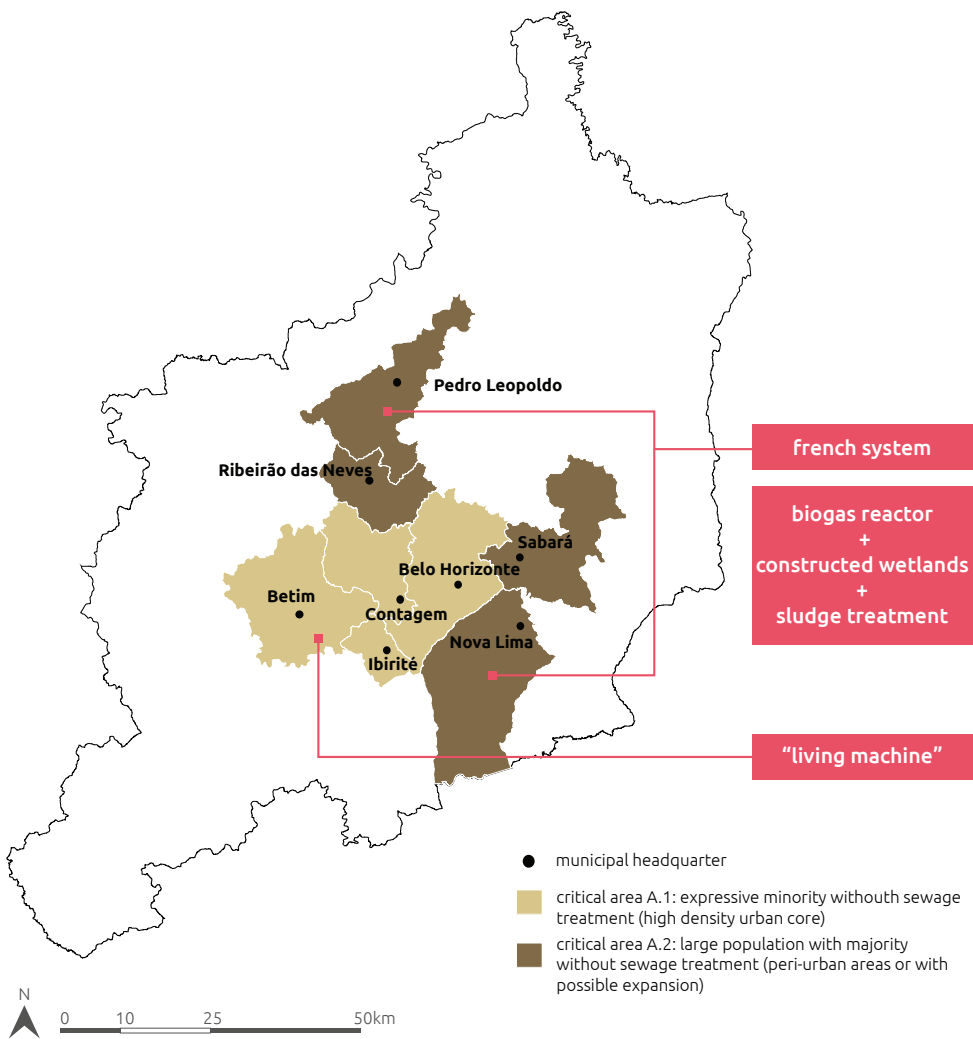 Pedro Leopoldo
french system
Ribeirão das Neves
biogas reactor
+
constructed wetlands
+
sludge treatment
Sabará
Belo Horizonte
Betim
Contagem
Nova Lima
Ibirité
“living machine”
municipal headquarter
critical area A.1: expressive minority withouth sewage
treatment (high density urban core)
critical area A.2: large population with majority
without sewage treatment (peri-urban areas or with
possible expansion)
N
0 10 25 50km